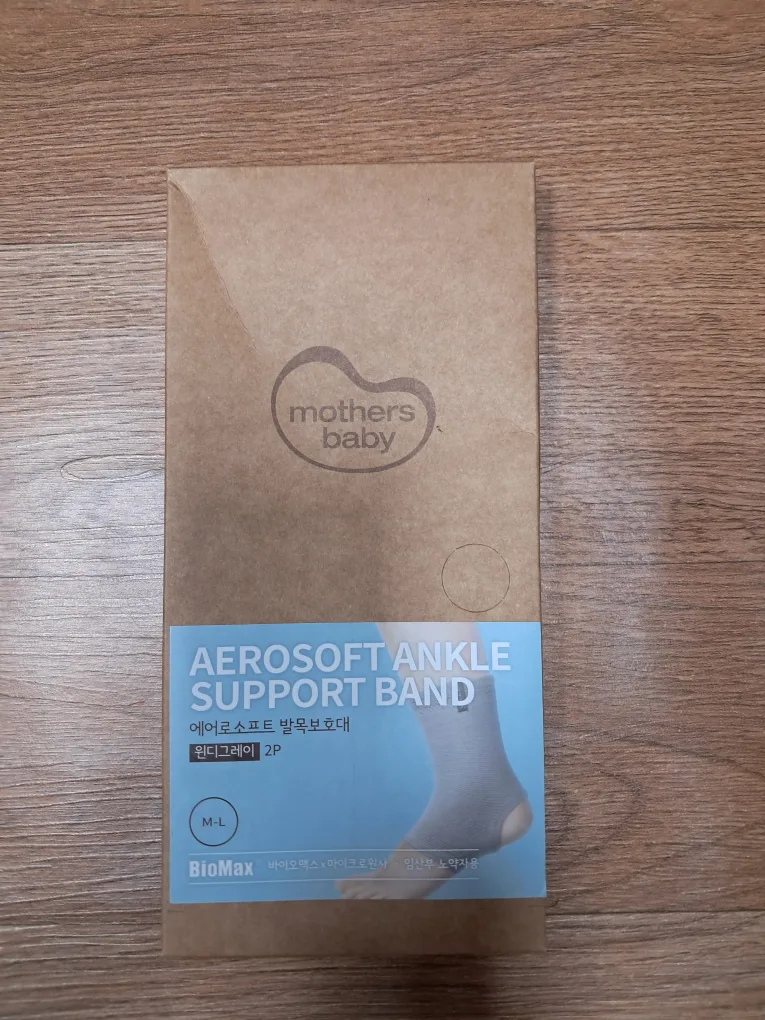 mothers
baby
AEROSOFT ANKLE
SUPPORT BAND
에어로소프트 발목보호대
윈디그레이 2P
M-L
BioMax 바이오맥스 x 마이크로원사 임산부 노약자용